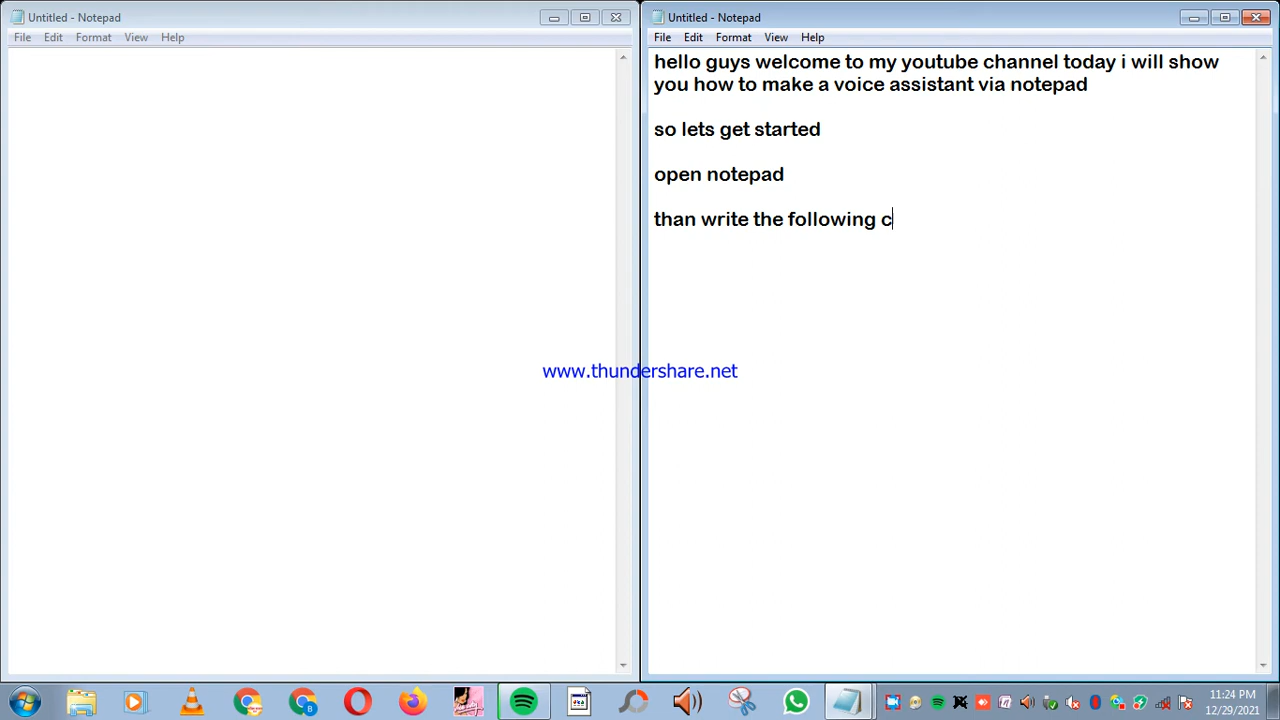 Untitled - Notepad
File Edit Format View Help
Untitled - Notepad
File Edit Format View Help
hello guys welcome to my youtube channel today i will show
you how to make a voice assistant via notepad
so lets get started
open notepad
than write the following c
www.thundershare.net
11:24 PM
12/29/2021